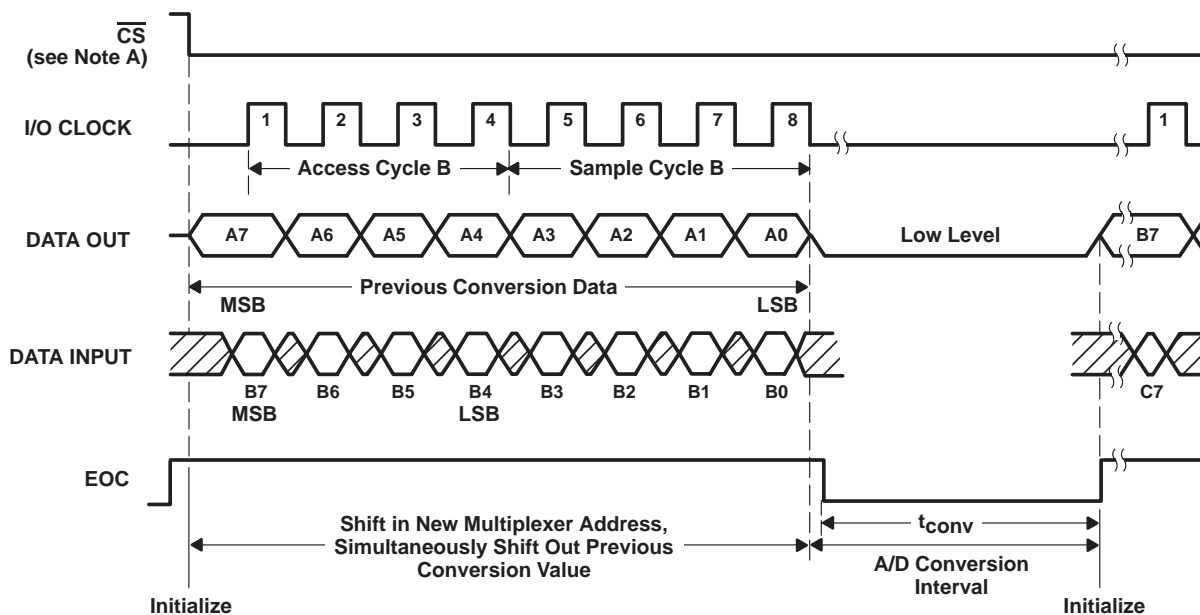 CS
(see Note A)
I/O CLOCK
1 2 3 4 5 6 7 8 1
Access Cycle B Sample Cycle B
DATA OUT
A7 A6 A5 A4 A3 A2 A1 A0 Low Level B7
Previous Conversion Data
MSB LSB
DATA INPUT
B7 B6 B5 B4 B3 B2 B1 B0 C7
MSB LSB
EOC
Shift in New Multiplexer Address,
Simultaneously Shift Out Previous
Conversion Value
tconv
A/D Conversion
Interval
Initialize Initialize